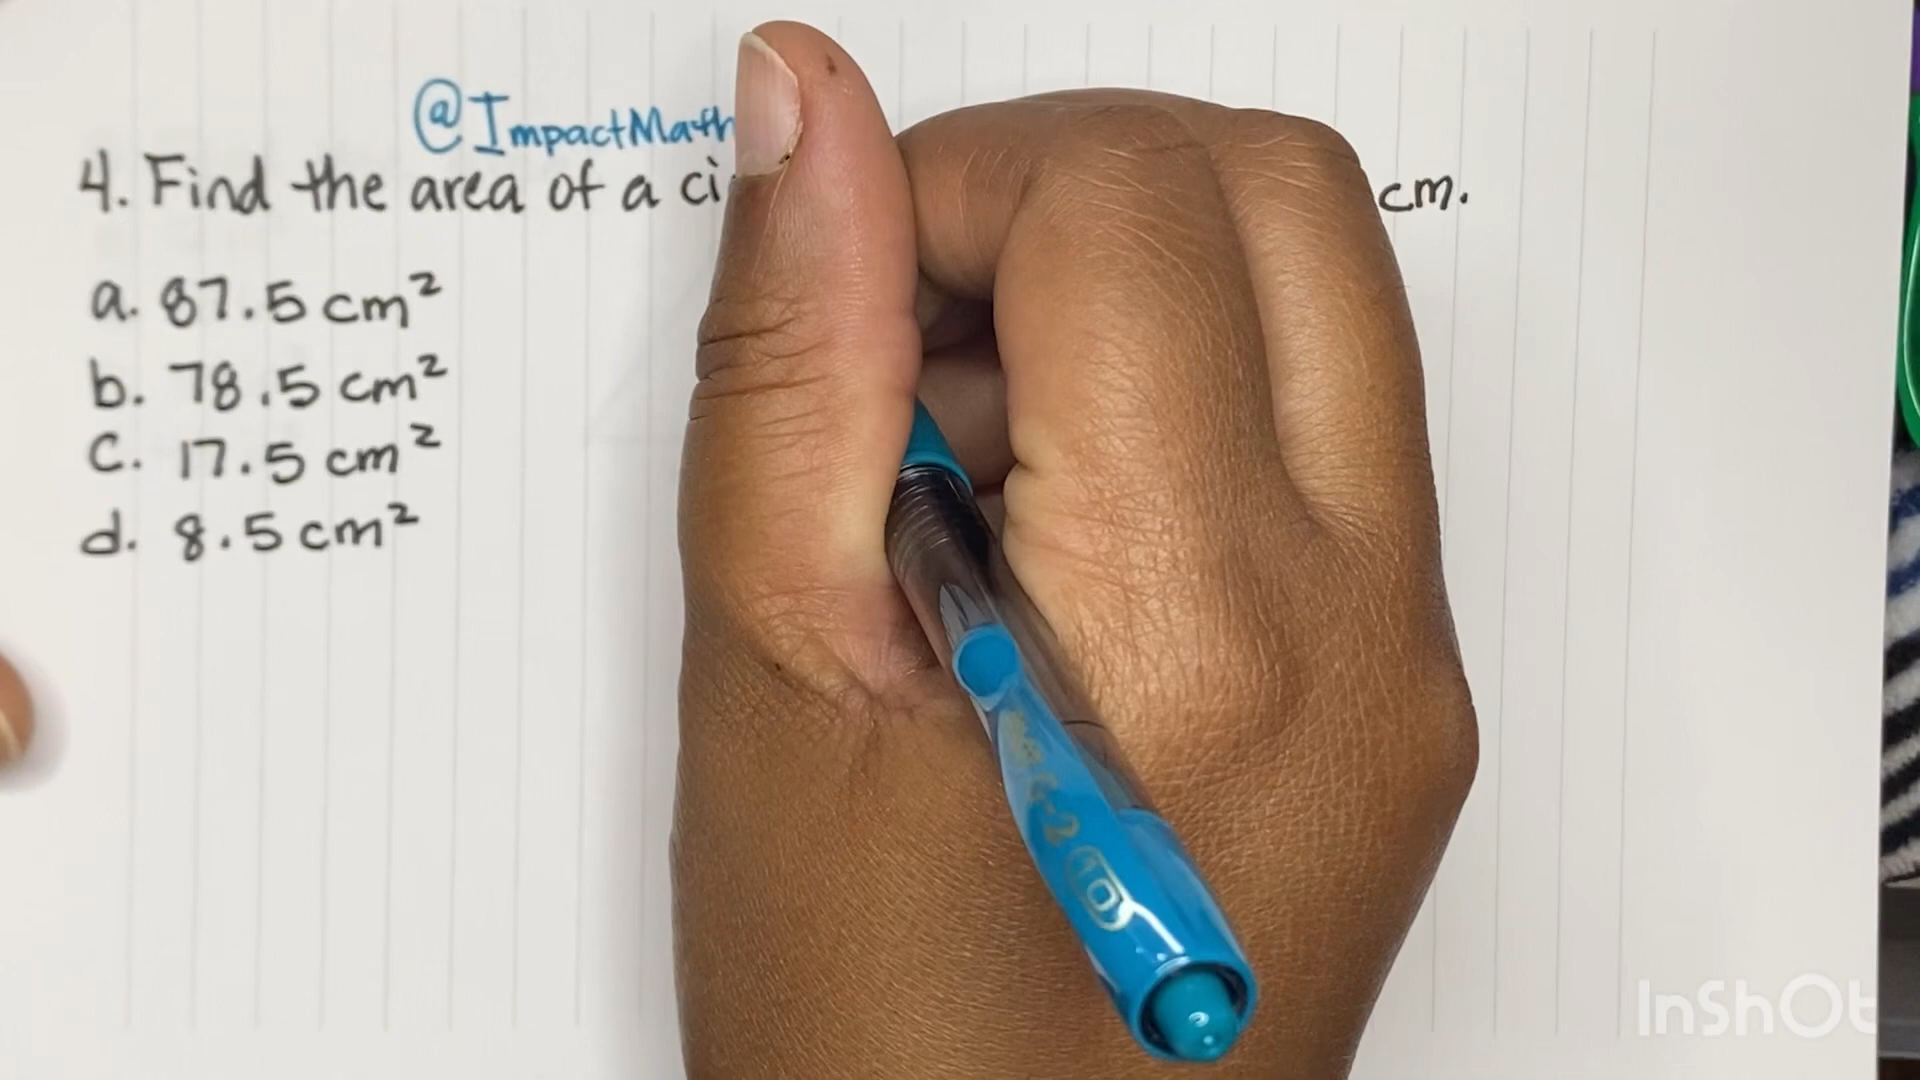 @ImpactMath
4. Find the area of a ci cm.
a. 87.5 cm²
b. 78.5 cm²
c. 17.5 cm²
d. 8.5 cm²
10
InShOt